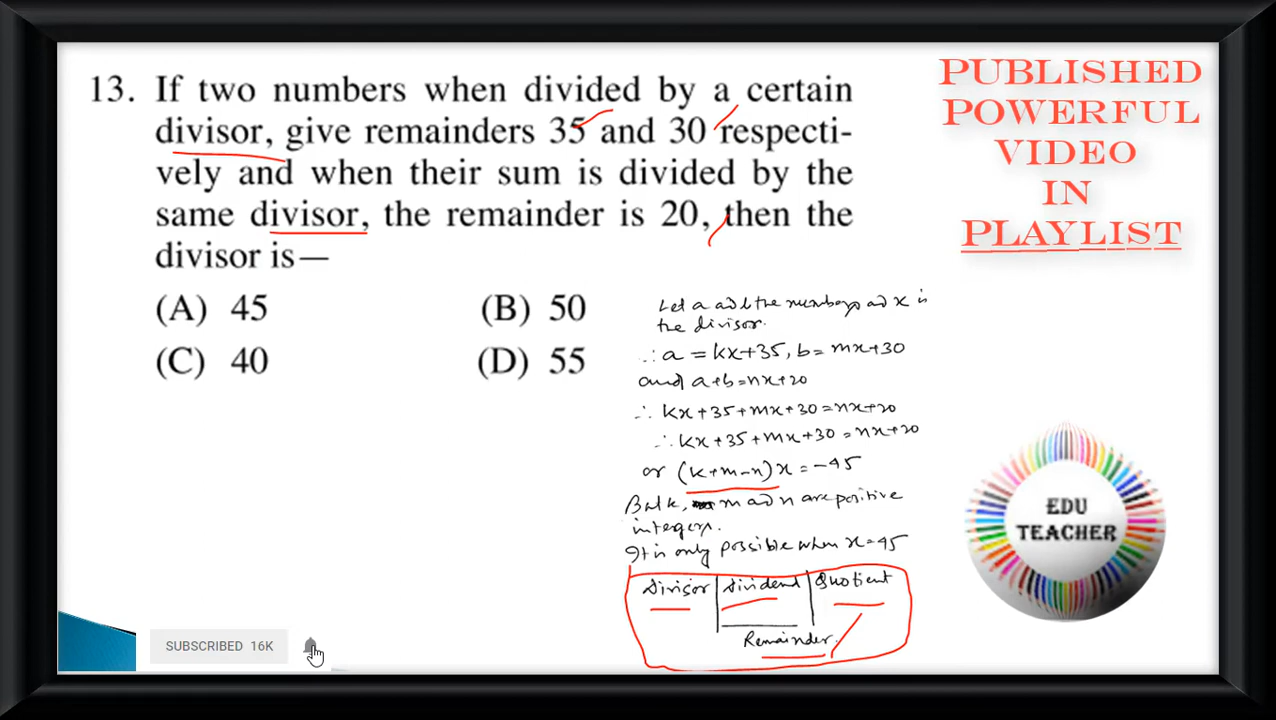 13. If two numbers when divided by a certain
divisor, give remainders 35 and 30 respecti-
vely and when their sum is divided by the
same divisor, the remainder is 20, then the
divisor is—
(A) 45
(B) 50
(C) 40
(D) 55
Let a ad b the numbers ad x is
the divisor.
∴ a = kx+35, b= mx+30
and a+b=nx+20
∴ kx+35+mx+30=nx+20
∴ kx+35+mx+30=nx+20
or (k+m-n)x = -45
But k, m ad n are positive
integers.
It is only possible when x=45
Divisor Dividend Quotient
Remainder
PUBLISHED
POWERFUL
VIDEO
IN
PLAYLIST
EDU
TEACHER
SUBSCRIBED 16K